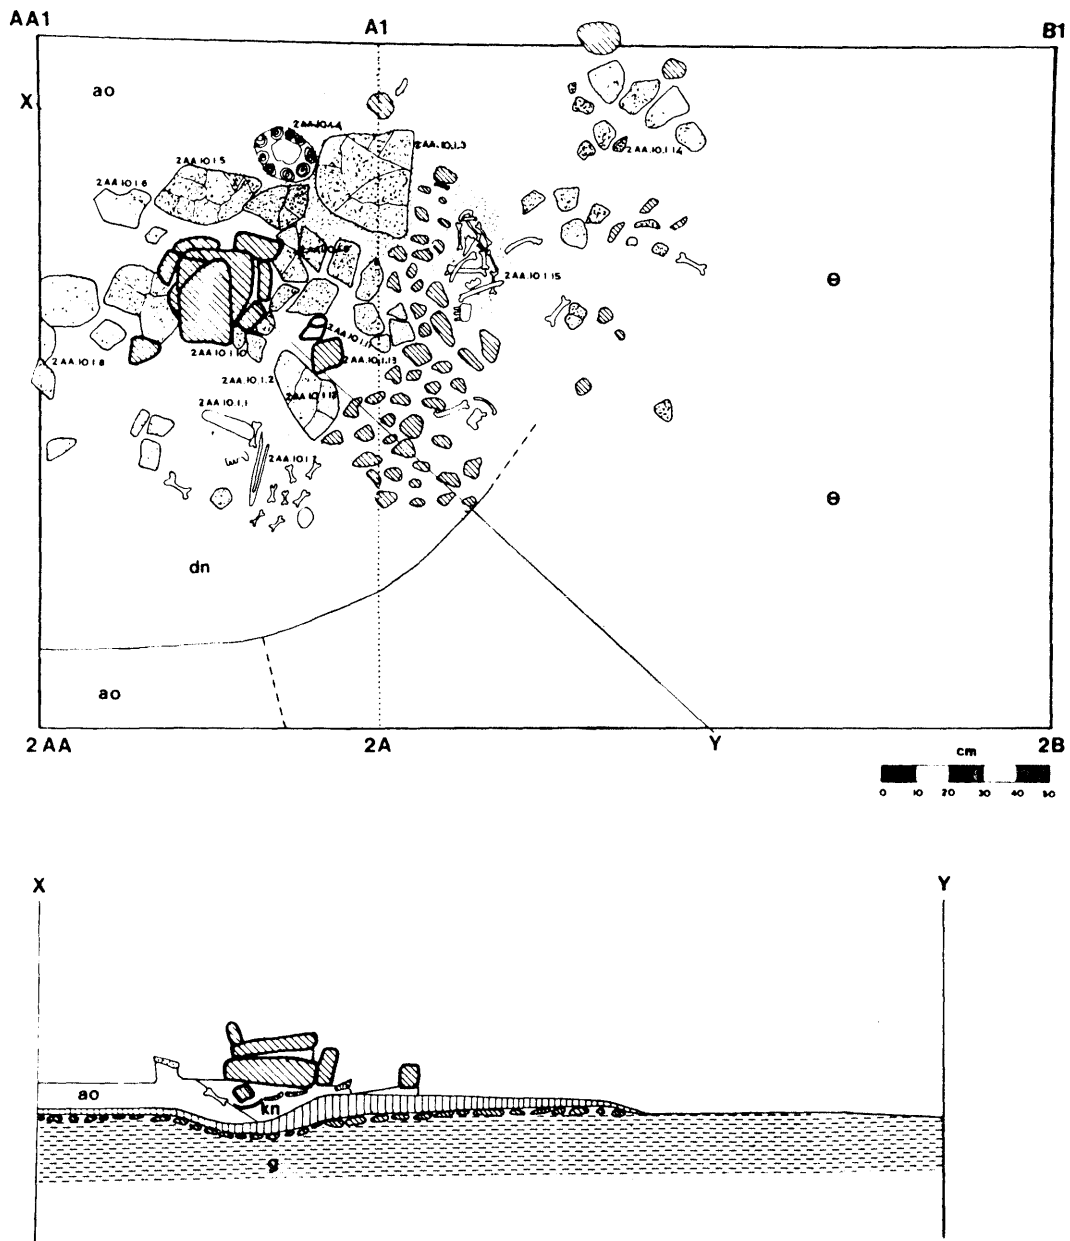 AA1 A1 B1
X
ao
2AA.10.1.4
2AA.10.1.3
2AA.10.1.14
2AA 10 1 5
2AA 10 1 6
2AA.10.1.15
ɵ
2AA.10.1.13
2AA 10 1 10
2AA 10 1 8
2AA.10.1.2
2AA.10.1.1
2AA 10 1 7
ɵ
dn
ao
2AA 2A Y 2B
cm
0 10 20 30 40 50
X Y
ao
kn
g